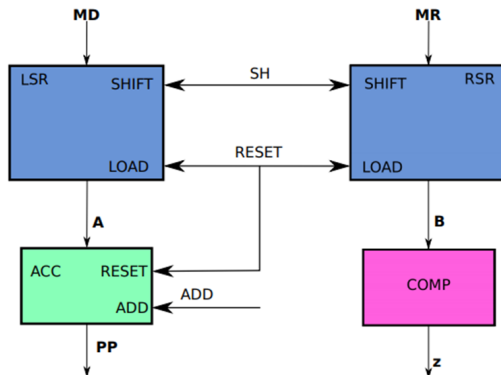 MD MR
LSR SHIFT SH SHIFT RSR
LOAD RESET LOAD
A B
ACC RESET COMP
ADD ADD
PP z